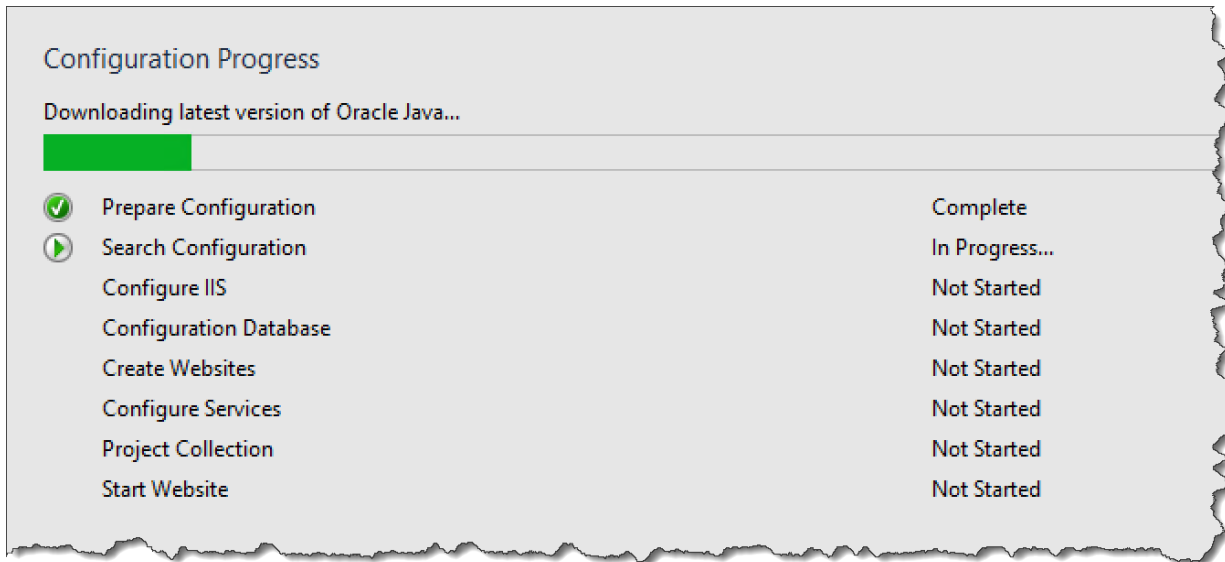 Configuration Progress
Downloading latest version of Oracle Java...
Prepare Configuration Complete
Search Configuration In Progress...
Configure IIS Not Started
Configuration Database Not Started
Create Websites Not Started
Configure Services Not Started
Project Collection Not Started
Start Website Not Started